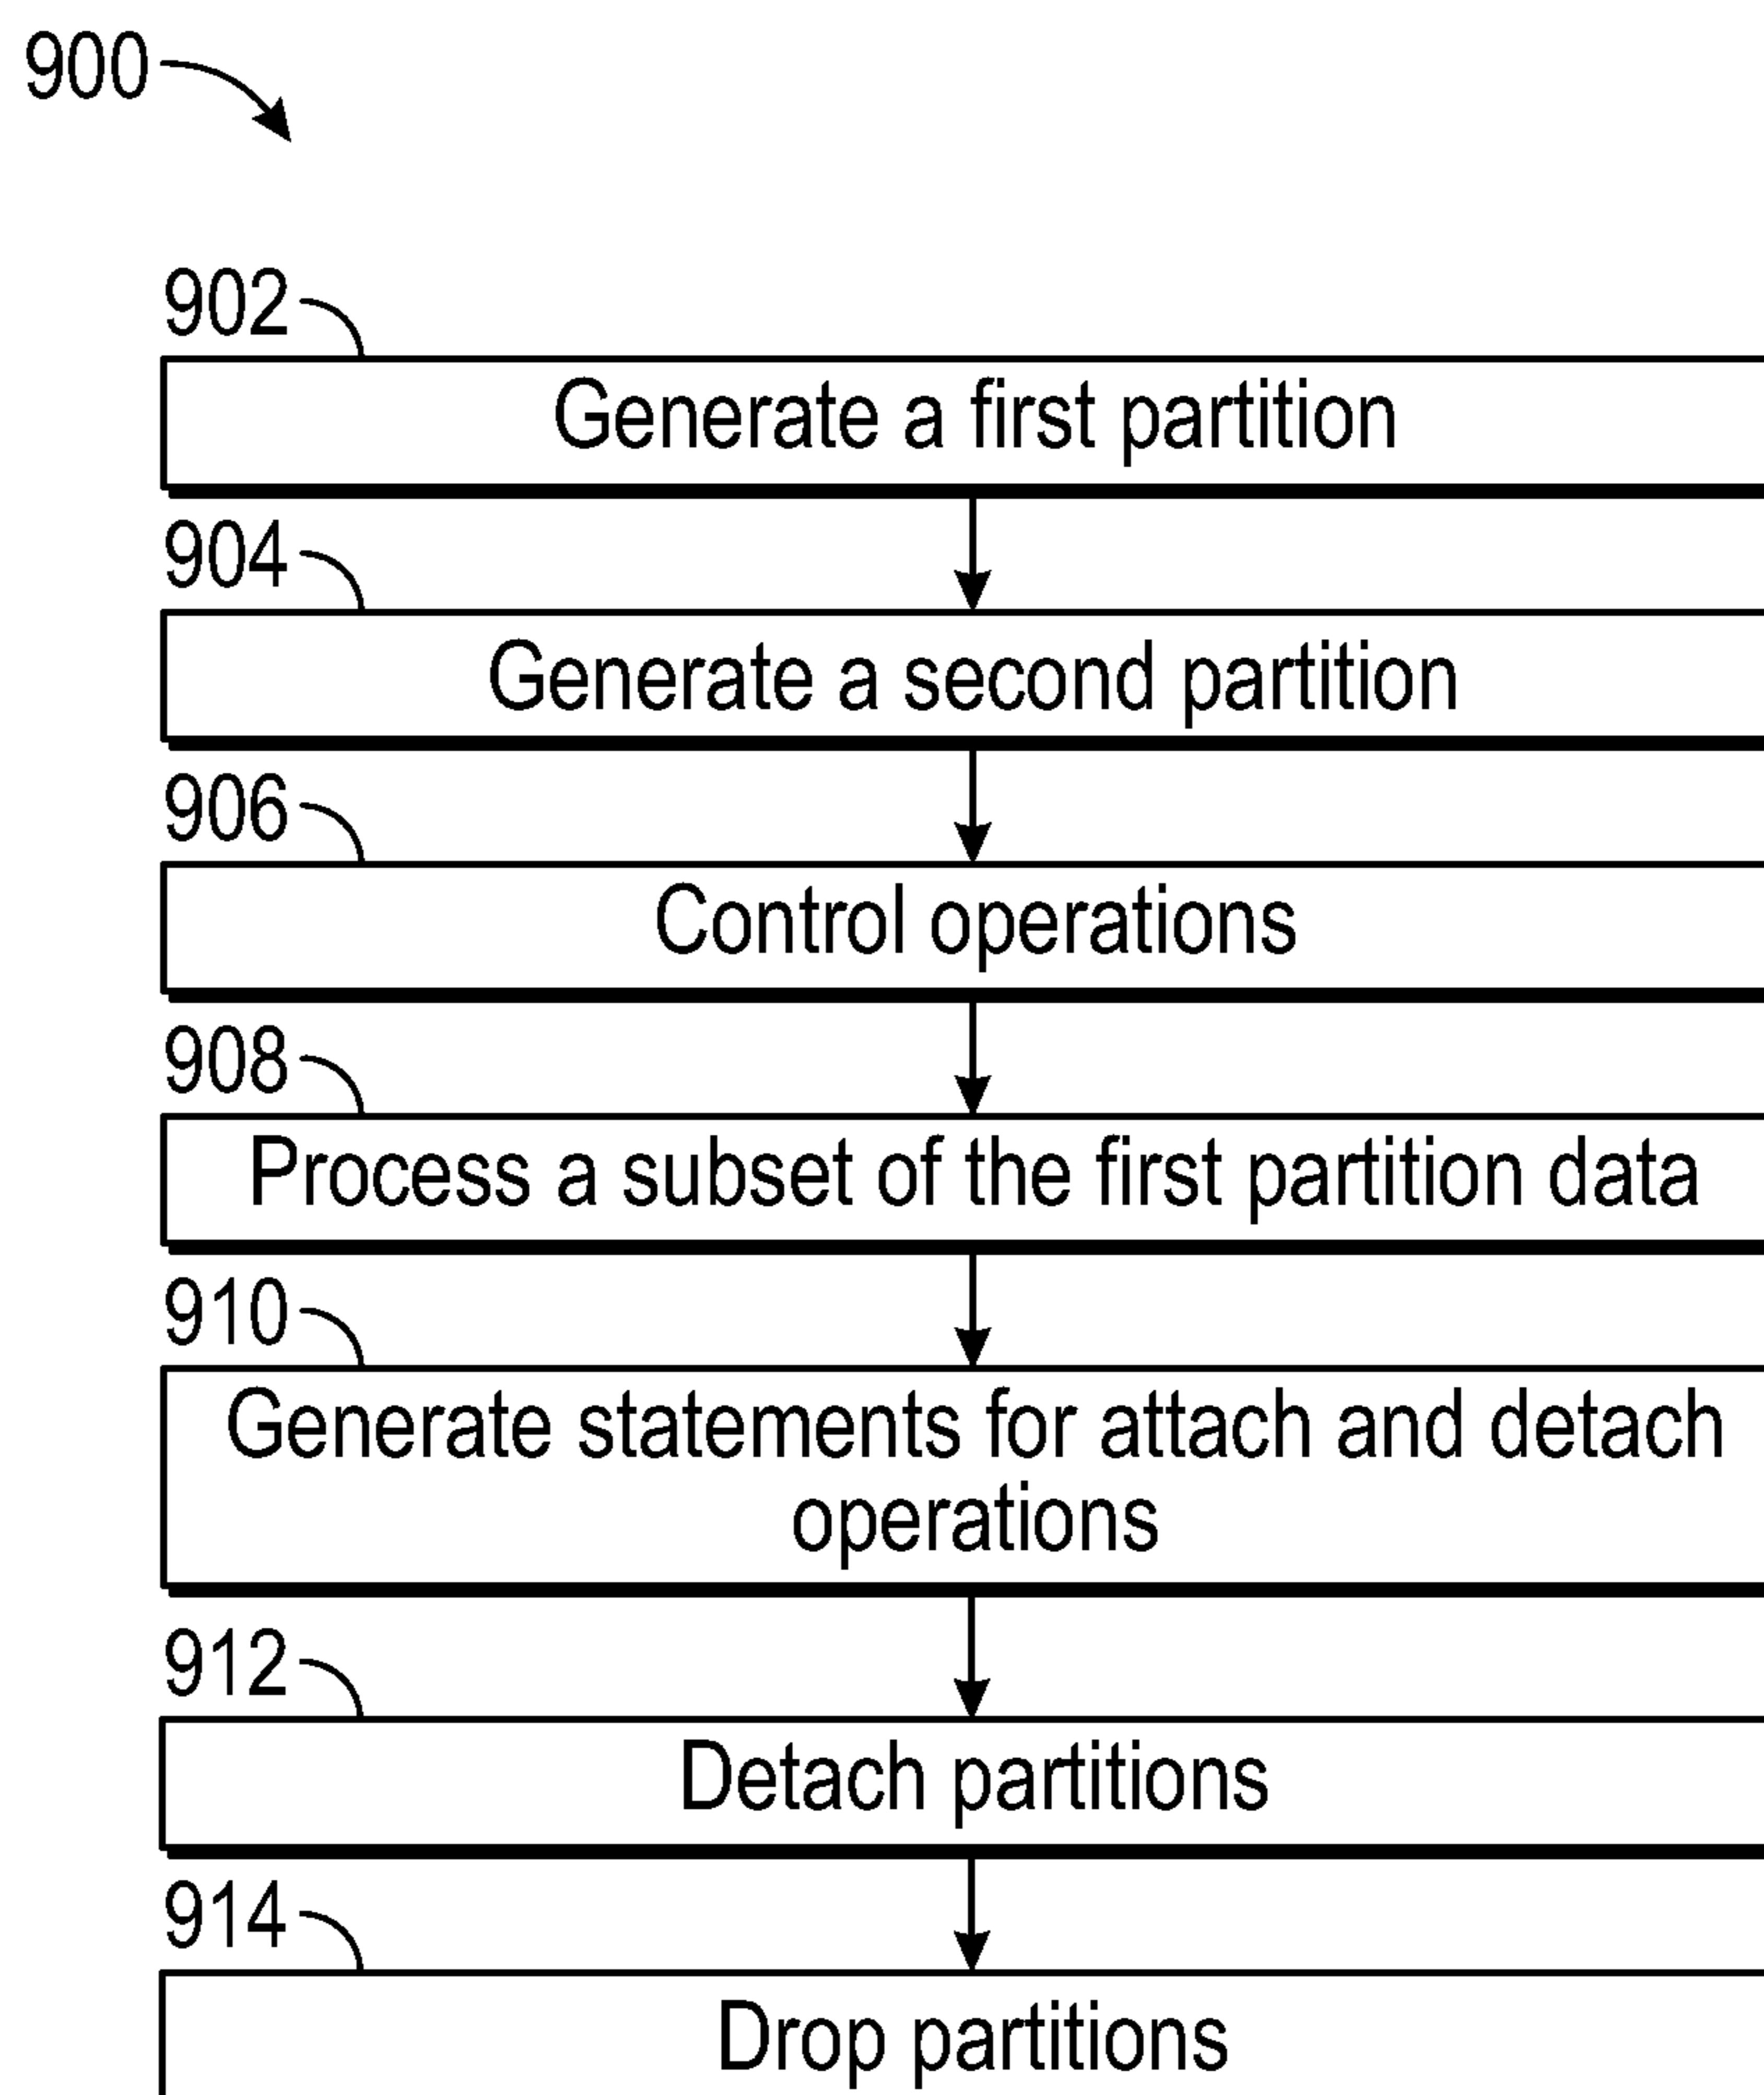 900
902
Generate a first partition
904
Generate a second partition
906
Control operations
908
Process a subset of the first partition data
910
Generate statements for attach and detach
operations
912
Detach partitions
914
Drop partitions